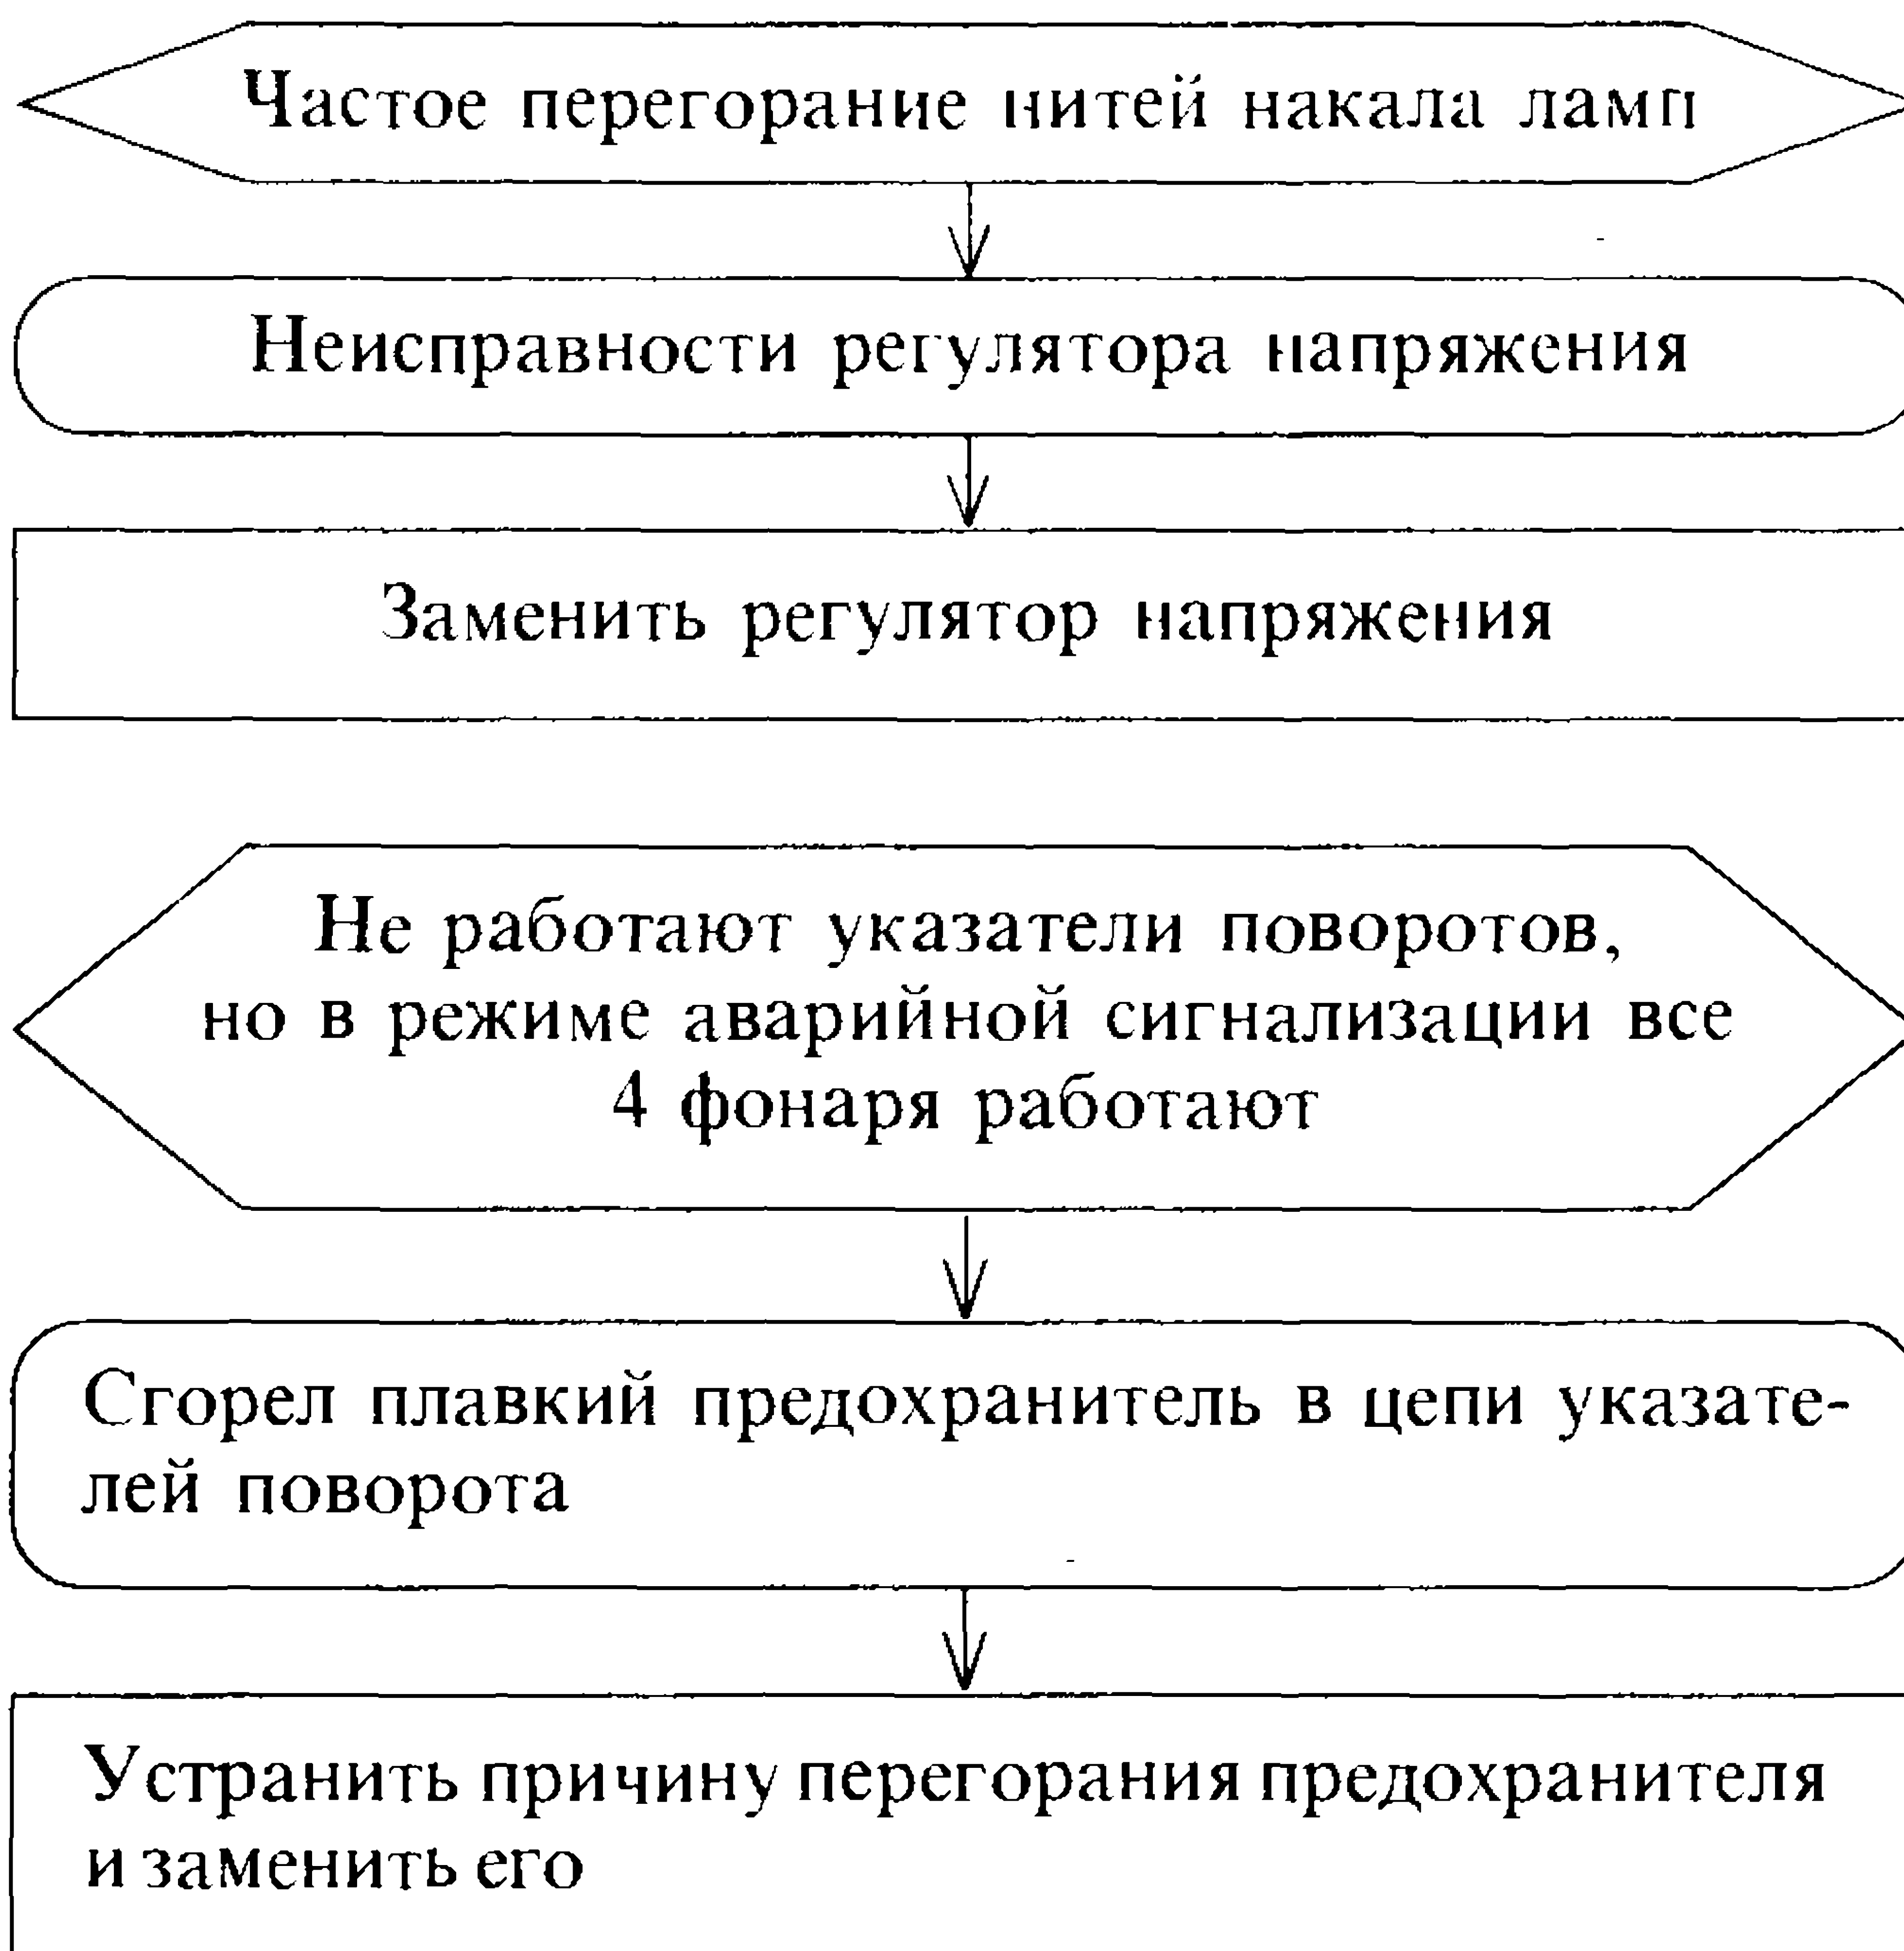 Частое перегорание нитей накала ламп
Неисправности регулятора напряжения
Заменить регулятор напряжения
Не работают указатели поворотов,
но в режиме аварийной сигнализации все
4 фонаря работают
Сгорел плавкий предохранитель в цепи указате-
лей поворота
Устранить причину перегорания предохранителя
и заменить его